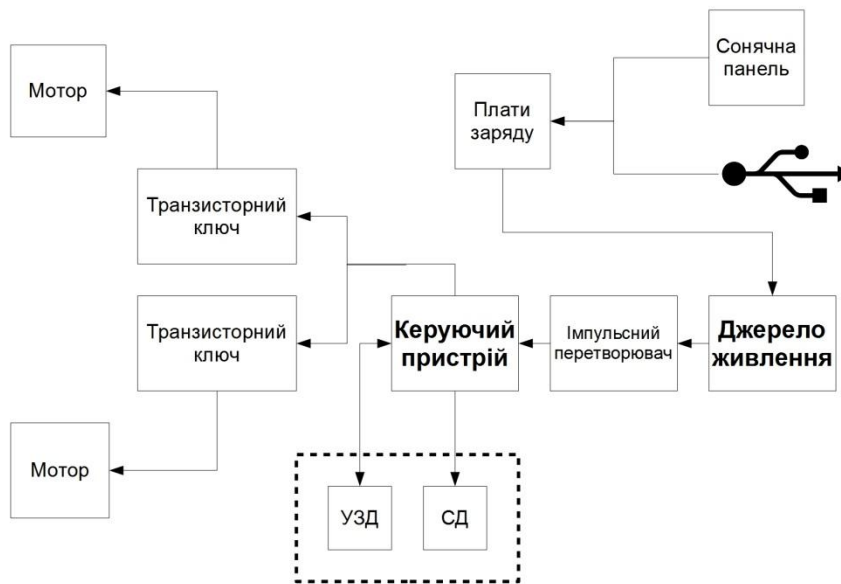 Сонячна
панель
Мотор
Плати
заряду
Транзисторний
ключ
Транзисторний
ключ
Керуючий
пристрій
Імпульсний
перетворювач
Джерело
живлення
Мотор
УЗД
СД